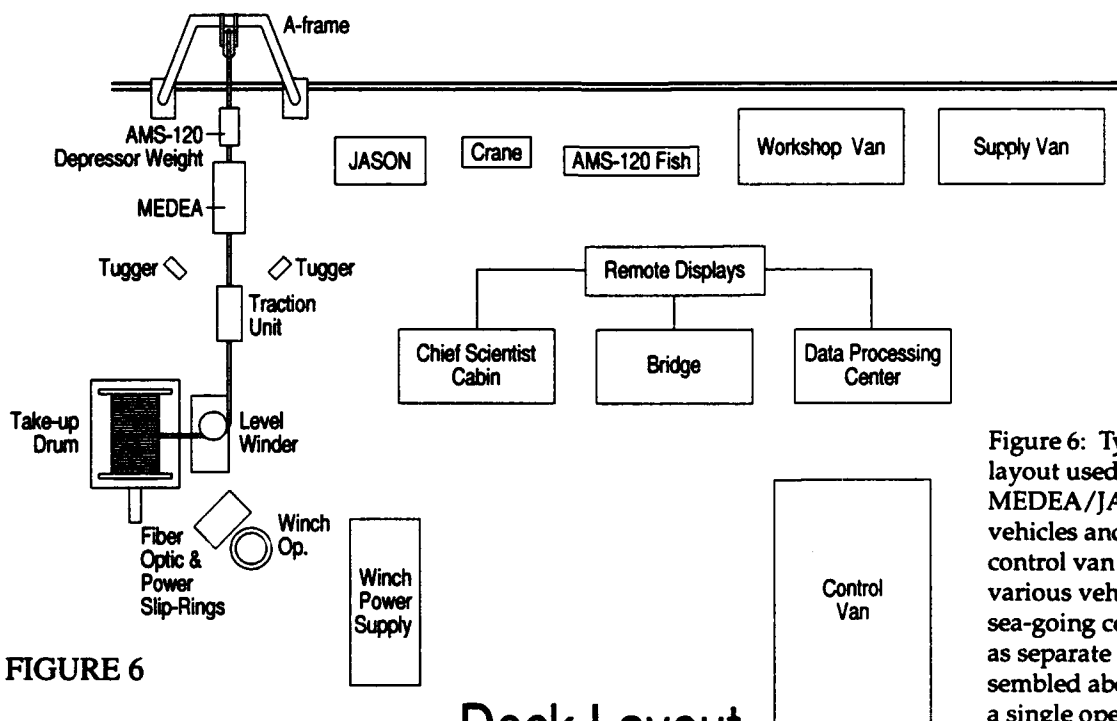 A-frame
AMS-120
Depressor Weight
JASON
Crane
AMS-120 Fish
Workshop Van
Supply Van
MEDEA
Tugger
Tugger
Remote Displays
Traction
Unit
Chief Scientist
Cabin
Bridge
Data Processing
Center
Take-up
Drum
Level
Winder
Fiber
Optic &
Power
Slip-Rings
Winch
Op.
Winch
Power
Supply
Control
Van
FIGURE 6
Deck Layout
Figure 6: Ty
layout used
MEDEA/JA
vehicles and
control van
various veh
sea-going co
as separate
sembled abo
a single ope